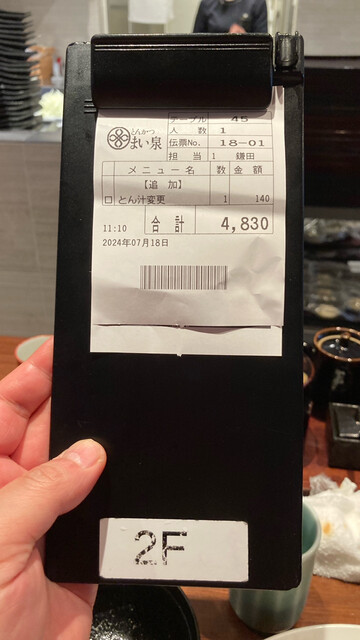 テーブル 45
とんかつ
まい泉
人 数 1
伝票No. 18-01
担 当 1 鎌田
メニュー名 数 金 額
【追 加】
□ とん汁変更 1 140
11:10 合 計 4,830
2024年07月18日
2F